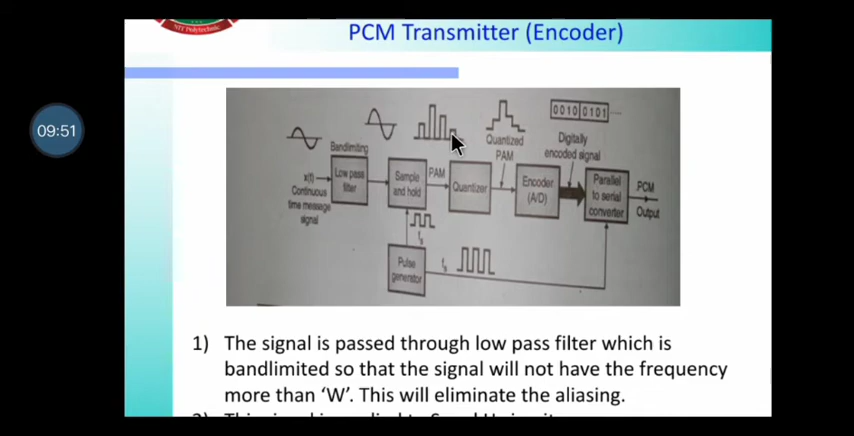 NIT Polytechnic
PCM Transmitter (Encoder)
09:51
0010 0101
Bandlimiting
Quantized
PAM
Digitally
encoded signal
x(t)
Continuous
time message
signal
Low pass
filter
Sample
and hold
PAM
Quantizer
Encoder
(A/D)
Parallel
to serial
converter
PCM
Output
fs
Pulse
generator
fs
1) The signal is passed through low pass filter which is
bandlimited so that the signal will not have the frequency
more than ‘W’. This will eliminate the aliasing.